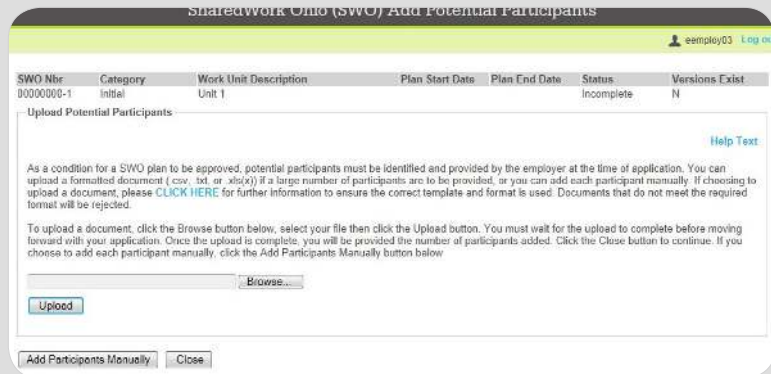 SharedWork Ohio (SWO) Add Potential Participants
eemploy03 Log ou
SWO Nbr Category Work Unit Description Plan Start Date Plan End Date Status Versions Exist
00000000-1 Initial Unit 1 Incomplete N
Upload Potential Participants
Help Text
As a condition for a SWO plan to be approved, potential participants must be identified and provided by the employer at the time of application. You can
upload a formatted document ( csv, .txt, or .xls(x)) if a large number of participants are to be provided, or you can add each participant manually. If choosing to
upload a document, please CLICK HERE for further information to ensure the correct template and format is used. Documents that do not meet the required
format will be rejected.
To upload a document, click the Browse button below, select your file then click the Upload button. You must wait for the upload to complete before moving
forward with your application. Once the upload is complete, you will be provided the number of participants added. Click the Close button to continue. If you
choose to add each participant manually, click the Add Participants Manually button below
Browse...
Upload
Add Participants Manually Close